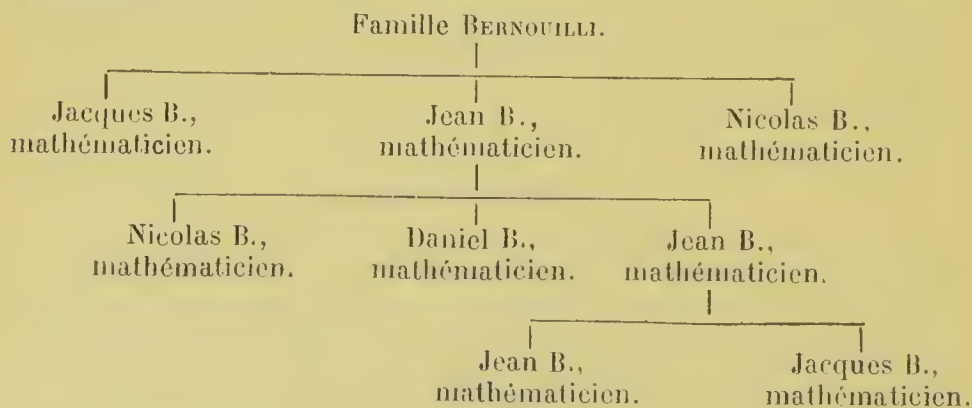 Famille BERNOUILLI.
Jacques B., Jean B., Nicolas B.,
mathématicien. mathématicien. mathématicien.
Nicolas B., Daniel B., Jean B.,
mathématicien. mathématicien. mathématicien.
Jean B., Jacques B.,
mathématicien. mathématicien.